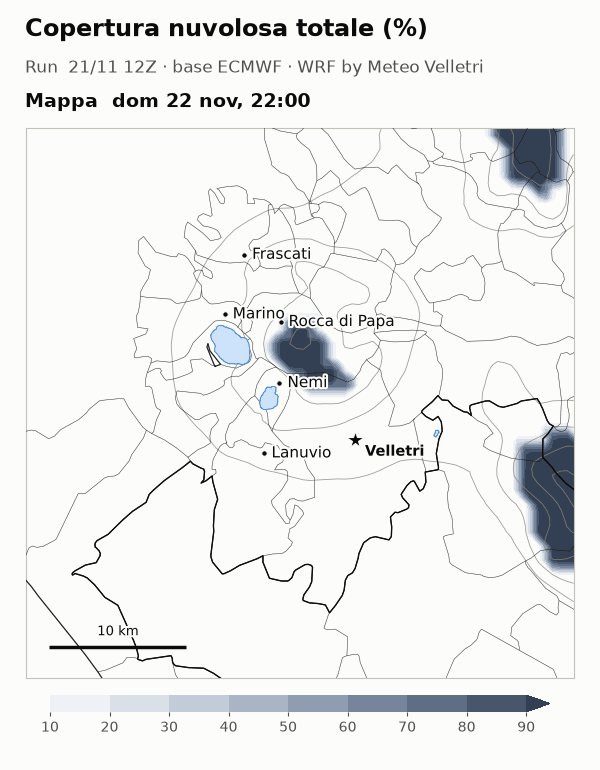 Copertura nuvolosa totale (%)
Run  21/11 12Z · base ECMWF · WRF by Meteo Velletri
Mappa  dom 22 nov, 22:00
Frascati
Marino
Rocca di Papa
Nemi
Velletri
Lanuvio
10 km
10 20 30 40 50 60 70 80 90